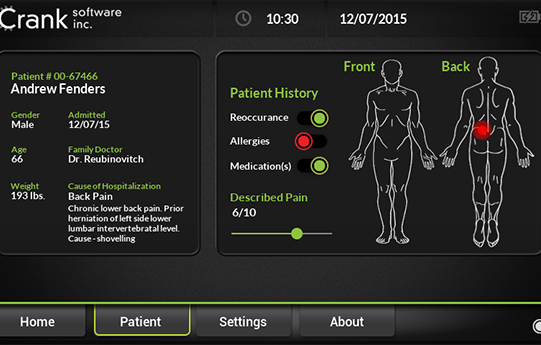 Crank software inc.
10:30
12/07/2015
Patient # 00-67466
Andrew Fenders
Gender
Male
Admitted
12/07/15
Age
66
Family Doctor
Dr. Reubinovitch
Weight
193 lbs.
Cause of Hospitalization
Back Pain
Chronic lower back pain. Prior
herniation of left side lower
lumbar intervertebratal level.
Cause - shovelling
Patient History
Reoccurance
Allergies
Medication(s)
Described Pain
6/10
Front
Back
Home
Patient
Settings
About